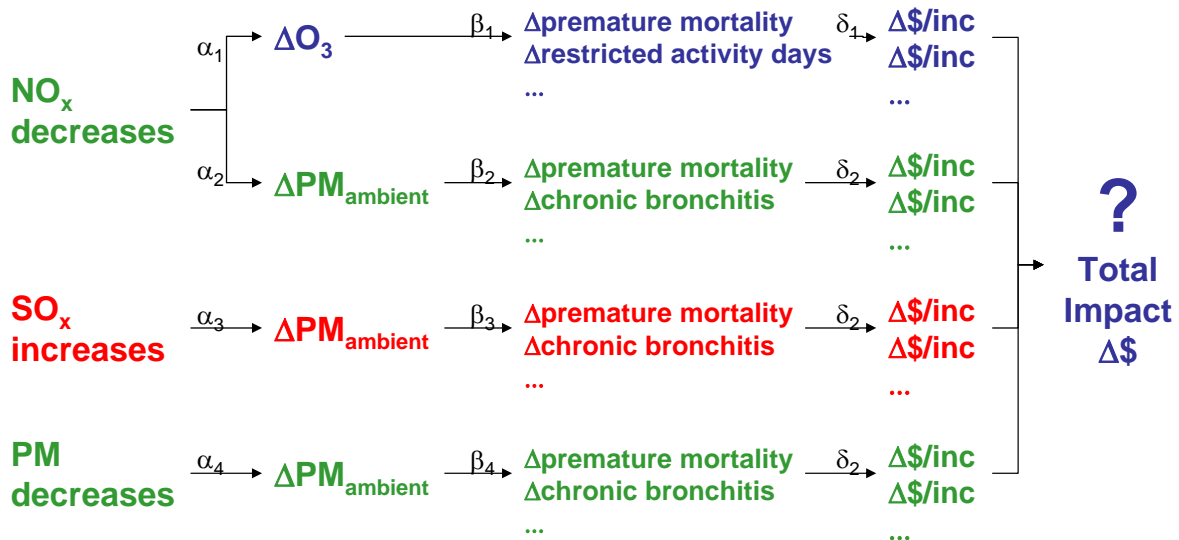 α₁
ΔO₃
β₁
Δpremature mortality
Δrestricted activity days
...
δ₁
Δ$/inc
Δ$/inc
...
NOₓ
decreases
α₂
ΔPMambient
β₂
Δpremature mortality
Δchronic bronchitis
...
δ₂
Δ$/inc
Δ$/inc
...
SOₓ
increases
α₃
ΔPMambient
β₃
Δpremature mortality
Δchronic bronchitis
...
δ₂
Δ$/inc
Δ$/inc
...
PM
decreases
α₄
ΔPMambient
β₄
Δpremature mortality
Δchronic bronchitis
...
δ₂
Δ$/inc
Δ$/inc
...
?
Total
Impact
Δ$